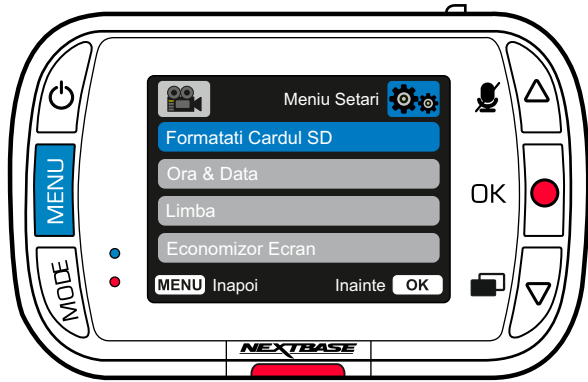 Meniu Setari
Formatati Cardul SD
Ora & Data
MENU
Limba
OK
Economizor Ecran
MODE
MENU Inapoi
Inainte OK
NEXTBASE